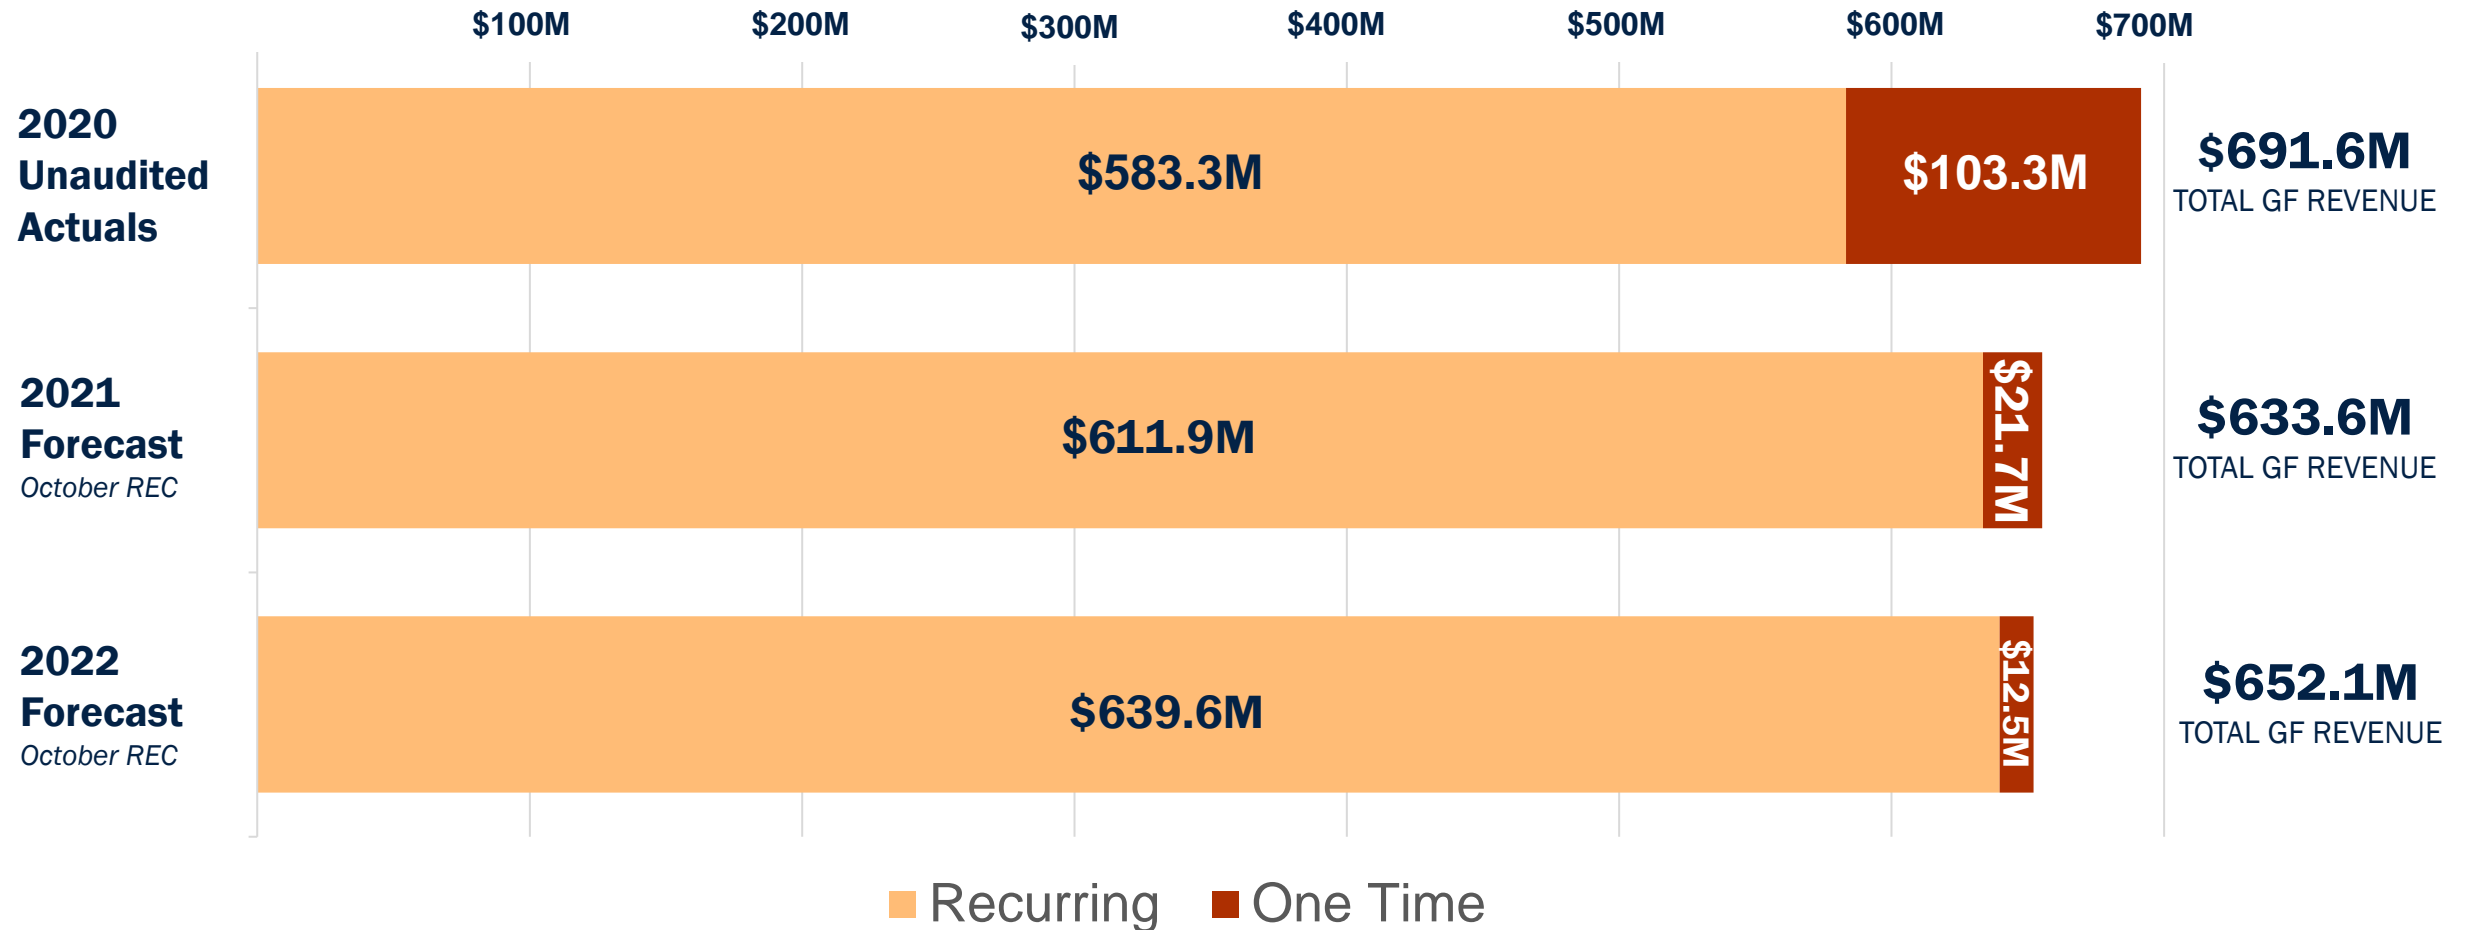 $100M $200M $300M $400M $500M $600M $700M
2020
Unaudited
Actuals
$583.3M
$103.3M
$691.6M
TOTAL GF REVENUE
2021
Forecast
October REC
$611.9M
$21.7M
$633.6M
TOTAL GF REVENUE
2022
Forecast
October REC
$639.6M
$12.5M
$652.1M
TOTAL GF REVENUE
Recurring One Time